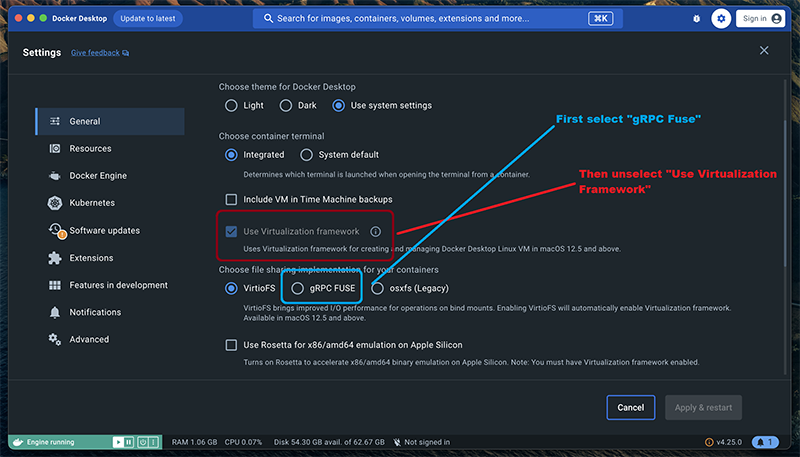 Docker Desktop
Update to latest
Search for images, containers, volumes, extensions and more...
⌘K
Sign in
Settings
Give feedback
General
Resources
Docker Engine
Kubernetes
Software updates
Extensions
Features in development
Notifications
Advanced
Choose theme for Docker Desktop
Light
Dark
Use system settings
Choose container terminal
Integrated
System default
Determines which terminal is launched when opening the terminal from a container.
Include VM in Time Machine backups
Use Virtualization framework
Uses Virtualization framework for creating and managing Docker Desktop Linux VM in macOS 12.5 and above.
Choose file sharing implementation for your containers
VirtioFS
gRPC FUSE
osxfs (Legacy)
VirtioFS brings improved I/O performance for operations on bind mounts. Enabling VirtioFS will automatically enable Virtualization framework.
Available in macOS 12.5 and above.
Use Rosetta for x86/amd64 emulation on Apple Silicon
Turns on Rosetta to accelerate x86/amd64 binary emulation on Apple Silicon. Note: You must have Virtualization framework enabled.
First select "gRPC Fuse"
Then unselect "Use Virtualization
Framework"
Cancel
Apply & restart
Engine running
RAM 1.06 GB
CPU 0.07%
Disk 54.30 GB avail. of 62.67 GB
Not signed in
v4.25.0
1